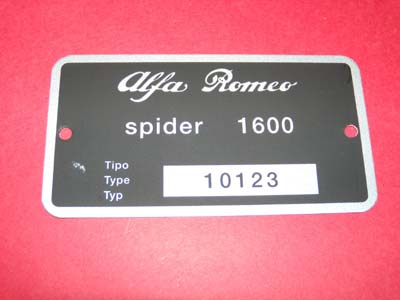 Alfa Romeo
spider 1600
Tipo
Type 10123
Typ